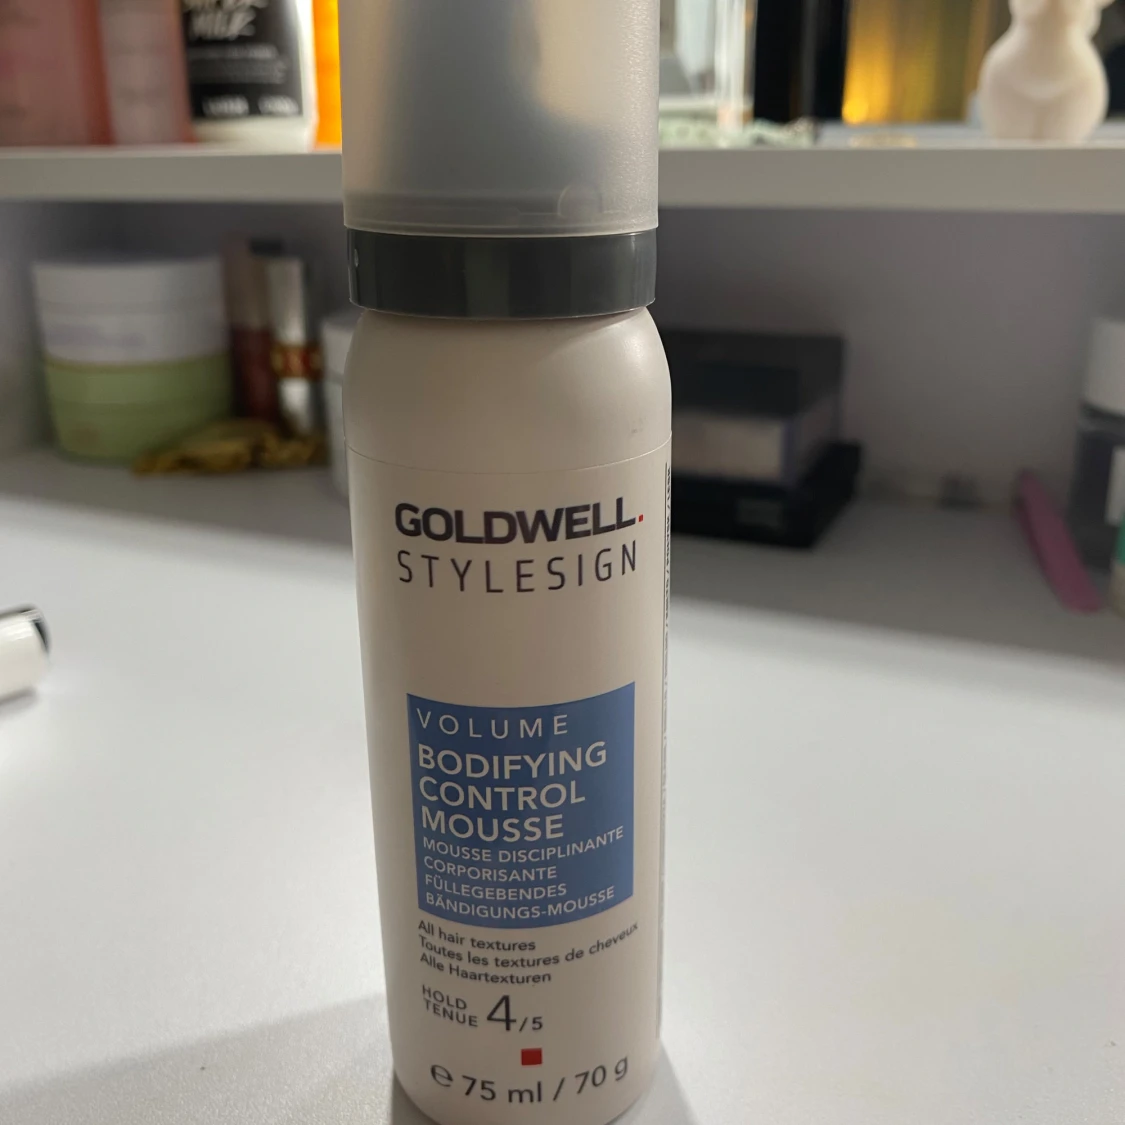 GOLDWELL.
STYLESIGN
VOLUME
BODIFYING
CONTROL
MOUSSE
MOUSSE DISCIPLINANTE
CORPORISANTE
FÜLLEGEBENDES
BÄNDIGUNGS-MOUSSE
All hair textures
Toutes les textures de cheveux
Alle Haartexturen
HOLD
TENUE 4/5
℮ 75 ml / 70 g